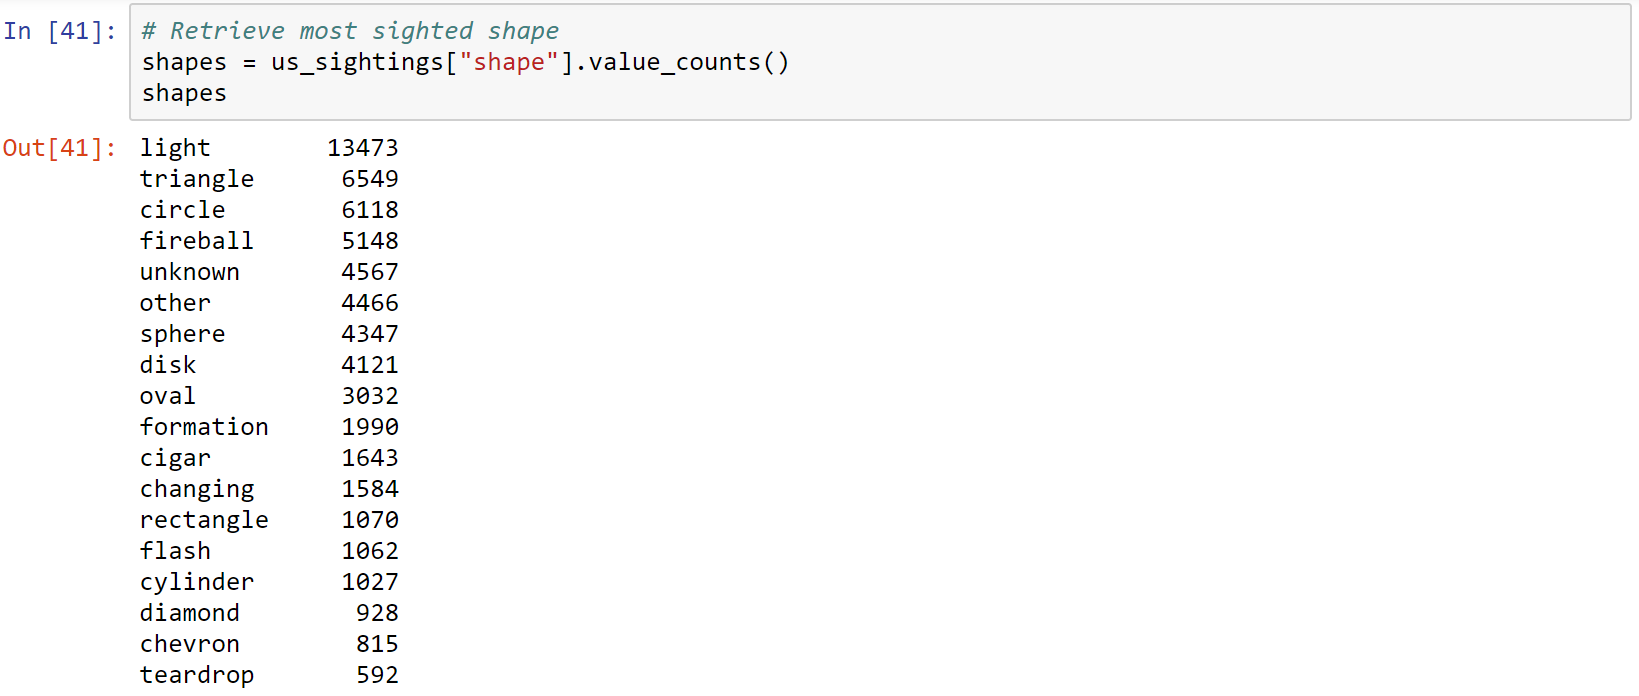 In [41]: # Retrieve most sighted shape
shapes = us_sightings["shape"].value_counts()
shapes
Out[41]: light 13473
triangle 6549
circle 6118
fireball 5148
unknown 4567
other 4466
sphere 4347
disk 4121
oval 3032
formation 1990
cigar 1643
changing 1584
rectangle 1070
flash 1062
cylinder 1027
diamond 928
chevron 815
teardrop 592